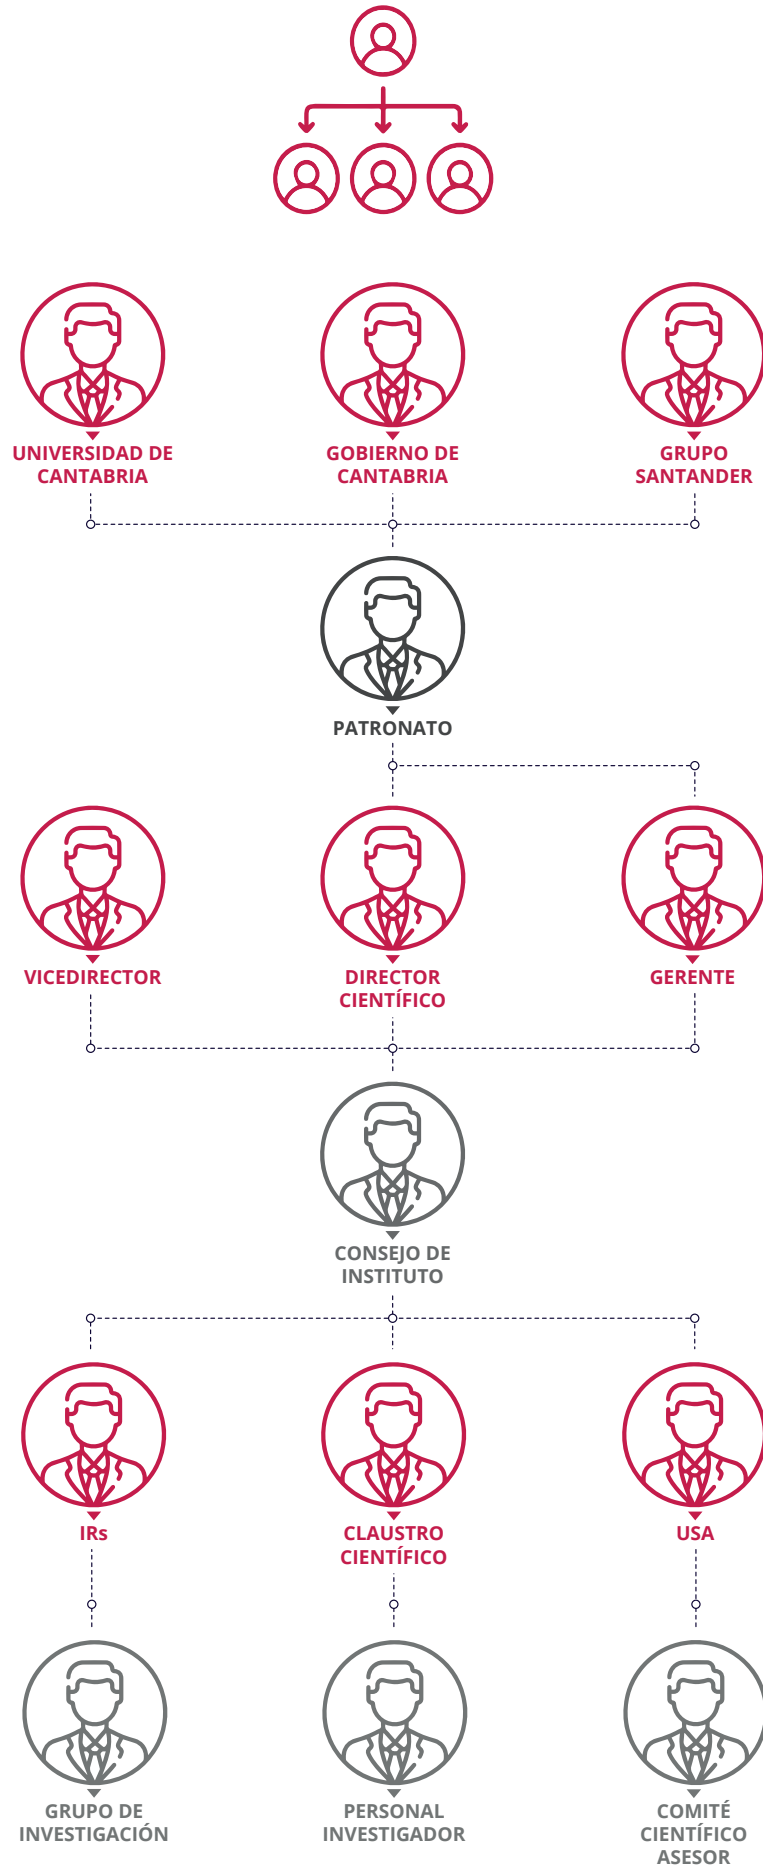 UNIVERSIDAD DE
CANTABRIA
GOBIERNO DE
CANTABRIA
GRUPO
SANTANDER
PATRONATO
VICEDIRECTOR
DIRECTOR
CIENTÍFICO
GERENTE
CONSEJO DE
INSTITUTO
IRs
CLAUSTRO
CIENTÍFICO
USA
GRUPO DE
INVESTIGACIÓN
PERSONAL
INVESTIGADOR
COMITÉ
CIENTÍFICO
ASESOR